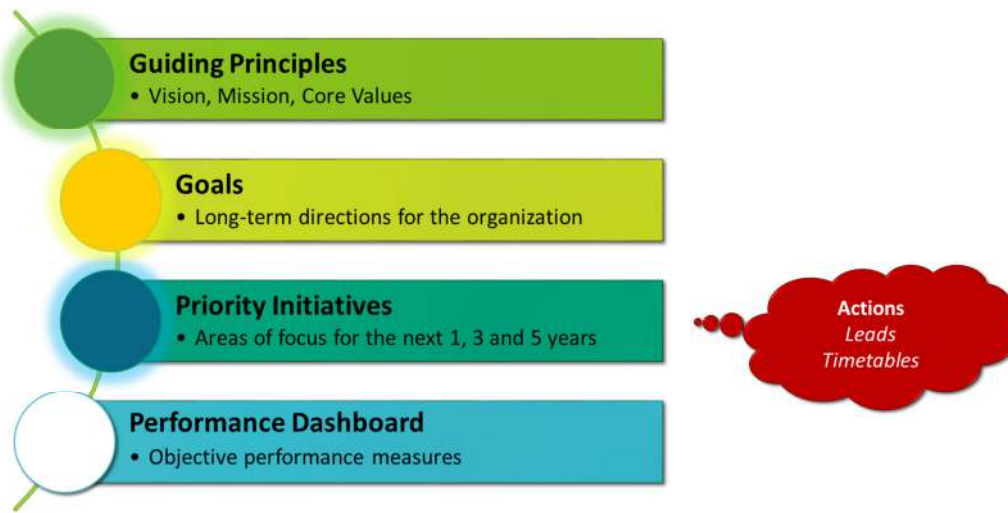 Guiding Principles
• Vision, Mission, Core Values
Goals
• Long-term directions for the organization
Priority Initiatives
• Areas of focus for the next 1, 3 and 5 years
Actions
Leads
Timetables
Performance Dashboard
• Objective performance measures